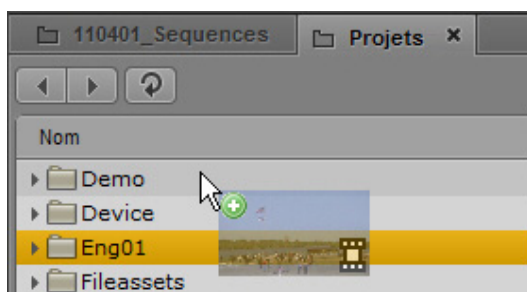 110401_Sequences
Projets
Nom
Demo
Device
Eng01
Fileassets